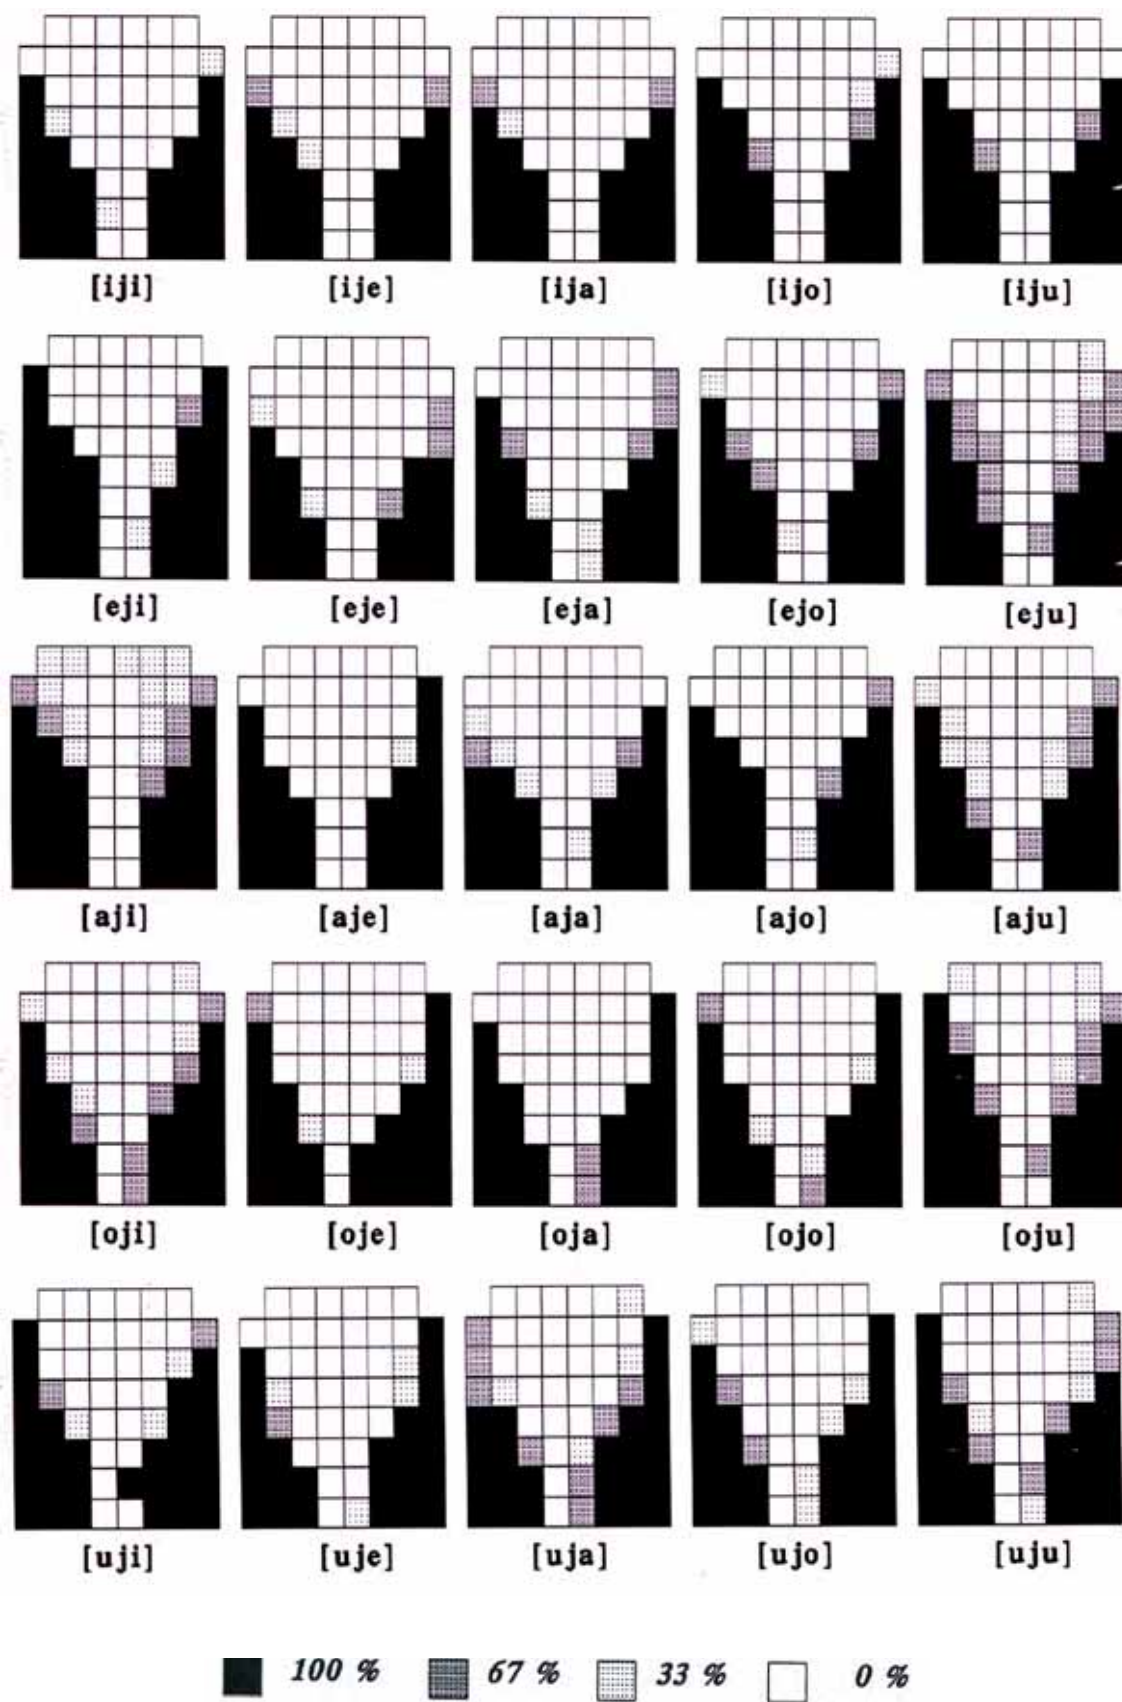 [iji] [ije] [ija] [ijo] [iju]
[eji] [eje] [eja] [ejo] [eju]
[aji] [aje] [aja] [ajo] [aju]
[oji] [oje] [oja] [ojo] [oju]
[uji] [uje] [uja] [ujo] [uju]
100 % 67 % 33 % 0 %